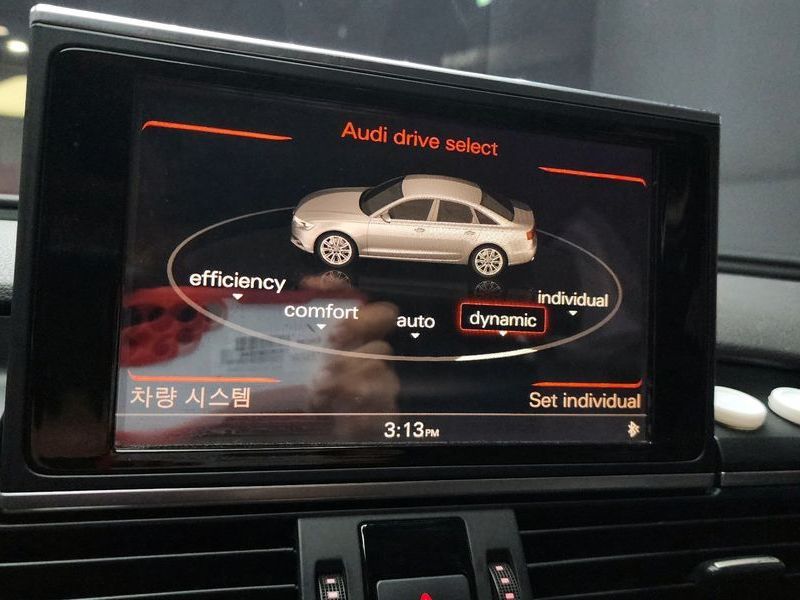 Audi drive select
efficiency
comfort
auto
dynamic
individual
차량 시스템
Set individual
3:13PM